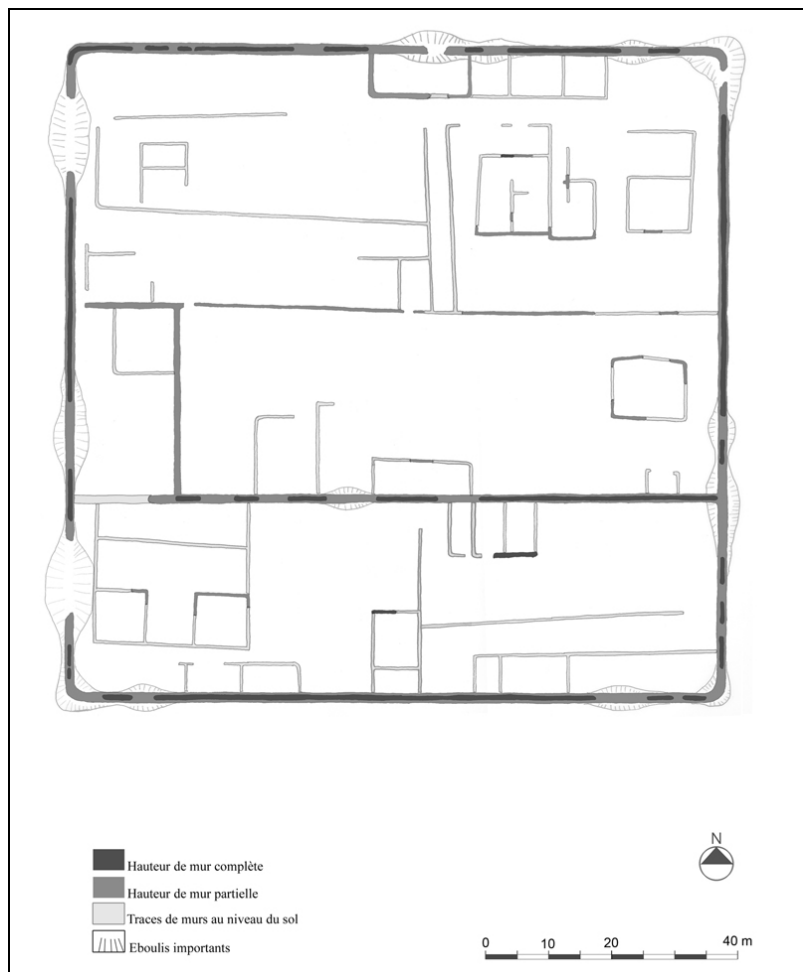 Hauteur de mur complète
Hauteur de mur partielle
Traces de murs au niveau du sol
Eboulis importants
N
0 10 20 40 m